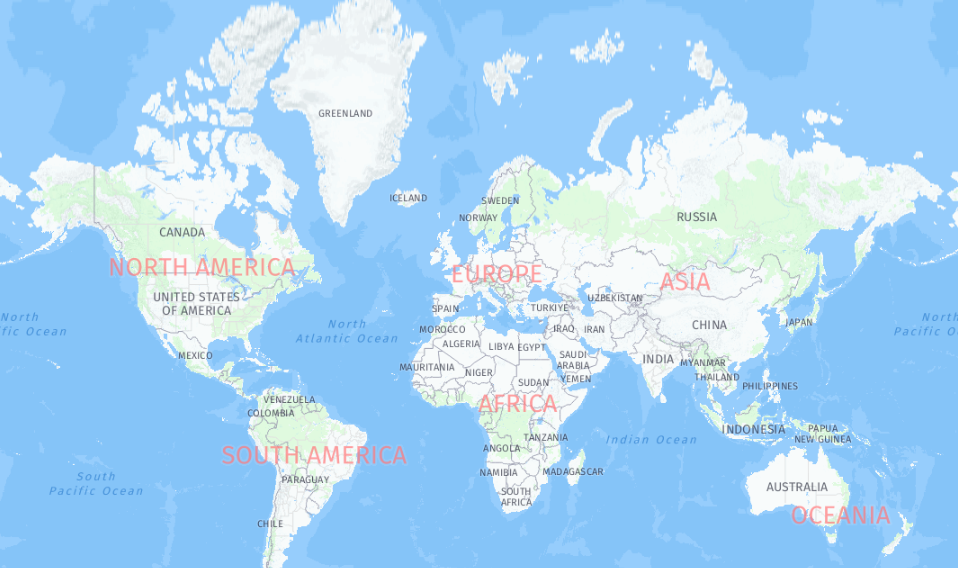 GREENLAND
ICELAND
SWEDEN
NORWAY
RUSSIA
CANADA
NORTH AMERICA
EUROPE
ASIA
UNITED STATES
OF AMERICA
UZBEKISTAN
SPAIN
TÜRKIYE
North
fic Ocean
North
Atlantic Ocean
MOROCCO
ALGERIA
LIBYA
EGYPT
IRAQ
IRAN
CHINA
JAPAN
North
Pacific O
MEXICO
MAURITANIA
NIGER
SAUDI
ARABIA
YEMEN
SUDAN
INDIA
MYANMAR
THAILAND
PHILIPPINES
VENEZUELA
COLOMBIA
AFRICA
TANZANIA
ANGOLA
Indian Ocean
INDONESIA
PAPUA
NEW GUINEA
SOUTH AMERICA
PARAGUAY
South
Pacific Ocean
NAMIBIA
MADAGASCAR
SOUTH
AFRICA
AUSTRALIA
OCEANIA
CHILE